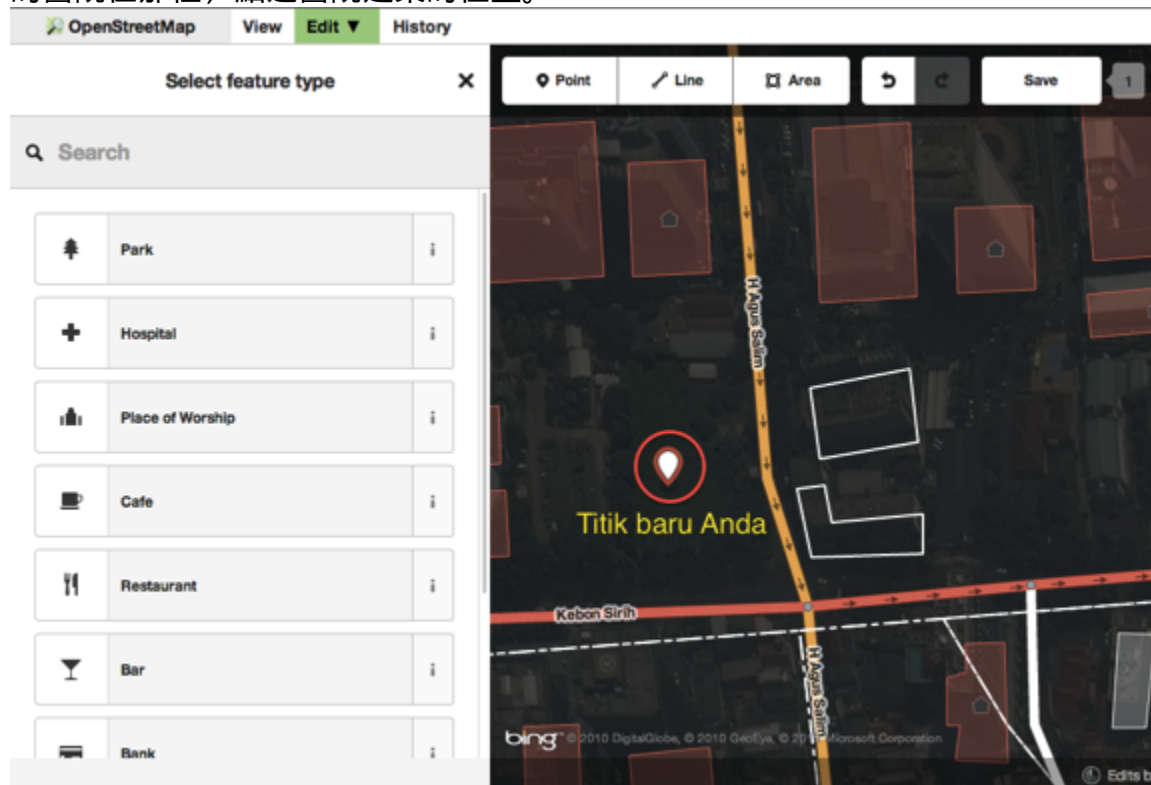 OpenStreetMap View Edit ▼ History
Select feature type ×
Point Line Area Save 1
Search
Park i
Hospital i
Place of Worship i
Cafe i
Restaurant i
Bar i
Bank i
H Agus Salim
Titik baru Anda
Kebon Sirih
H Agus Salim
bing © 2010 DigitalGlobe, © 2010 GeoEye, © 2010 Microsoft Corporation
Edits b